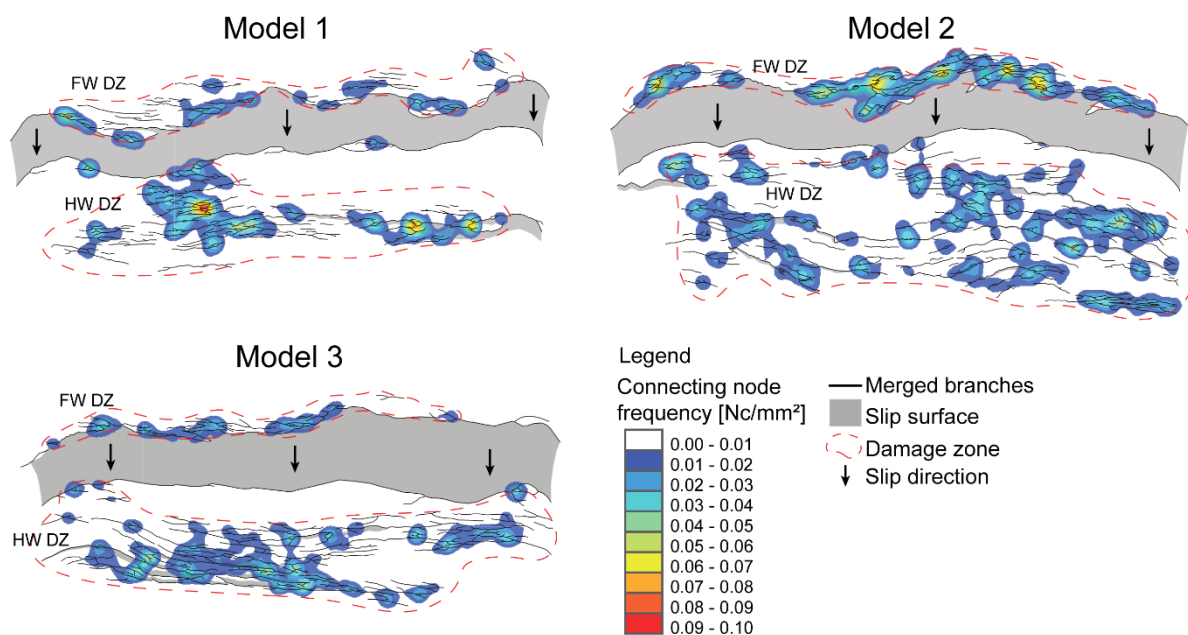 Model 1
FW DZ
HW DZ
Model 2
FW DZ
HW DZ
Model 3
FW DZ
HW DZ
Legend
Connecting node
frequency [Nc/mm²]
0.00 - 0.01
0.01 - 0.02
0.02 - 0.03
0.03 - 0.04
0.04 - 0.05
0.05 - 0.06
0.06 - 0.07
0.07 - 0.08
0.08 - 0.09
0.09 - 0.10
Merged branches
Slip surface
Damage zone
Slip direction